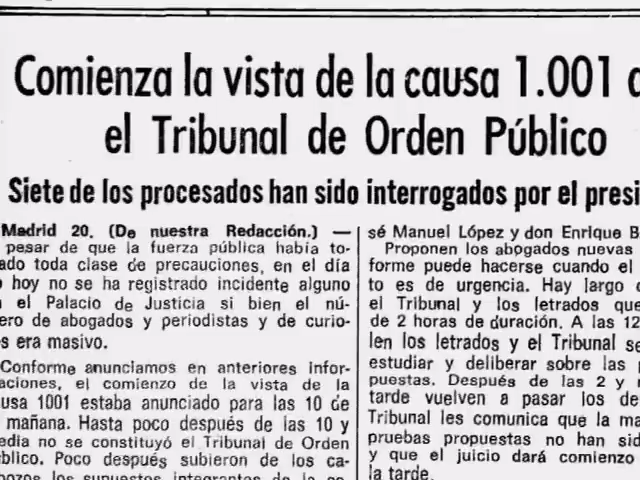 Comienza la vista de la causa 1.001
el Tribunal de Orden Público
Siete de los procesados han sido interrogados por el presi
Madrid 20. (De nuestra Redacción.) —
pesar de que la fuerza pública había to-
ado toda clase de precauciones, en el día
hoy no se ha registrado incidente alguno
el Palacio de Justicia si bien el nú-
ero de abogados y periodistas y de curio-
s era masivo.
Conforme anunciamos en anteriores infor-
aciones, el comienzo de la vista de la
usa 1001 estaba anunciado para las 10 de
mañana. Hasta poco después de las 10 y
edia no se constituyó el Tribunal de Orden
blico. Poco después subieron de los ca-
bozos los supuestos integrantes de la
sé Manuel López y don Enrique B
Proponen los abogados nuevas
forme puede hacerse cuando el
to es de urgencia. Hay largo
el Tribunal y los letrados que
de 2 horas de duración. A las 12
len los letrados y el Tribunal se
estudiar y deliberar sobre las
puestas. Después de las 2 y
tarde vuelven a pasar los de
Tribunal les comunica que la ma
pruebas propuestas no han sid
y que el juicio dará comienzo
la tarde.